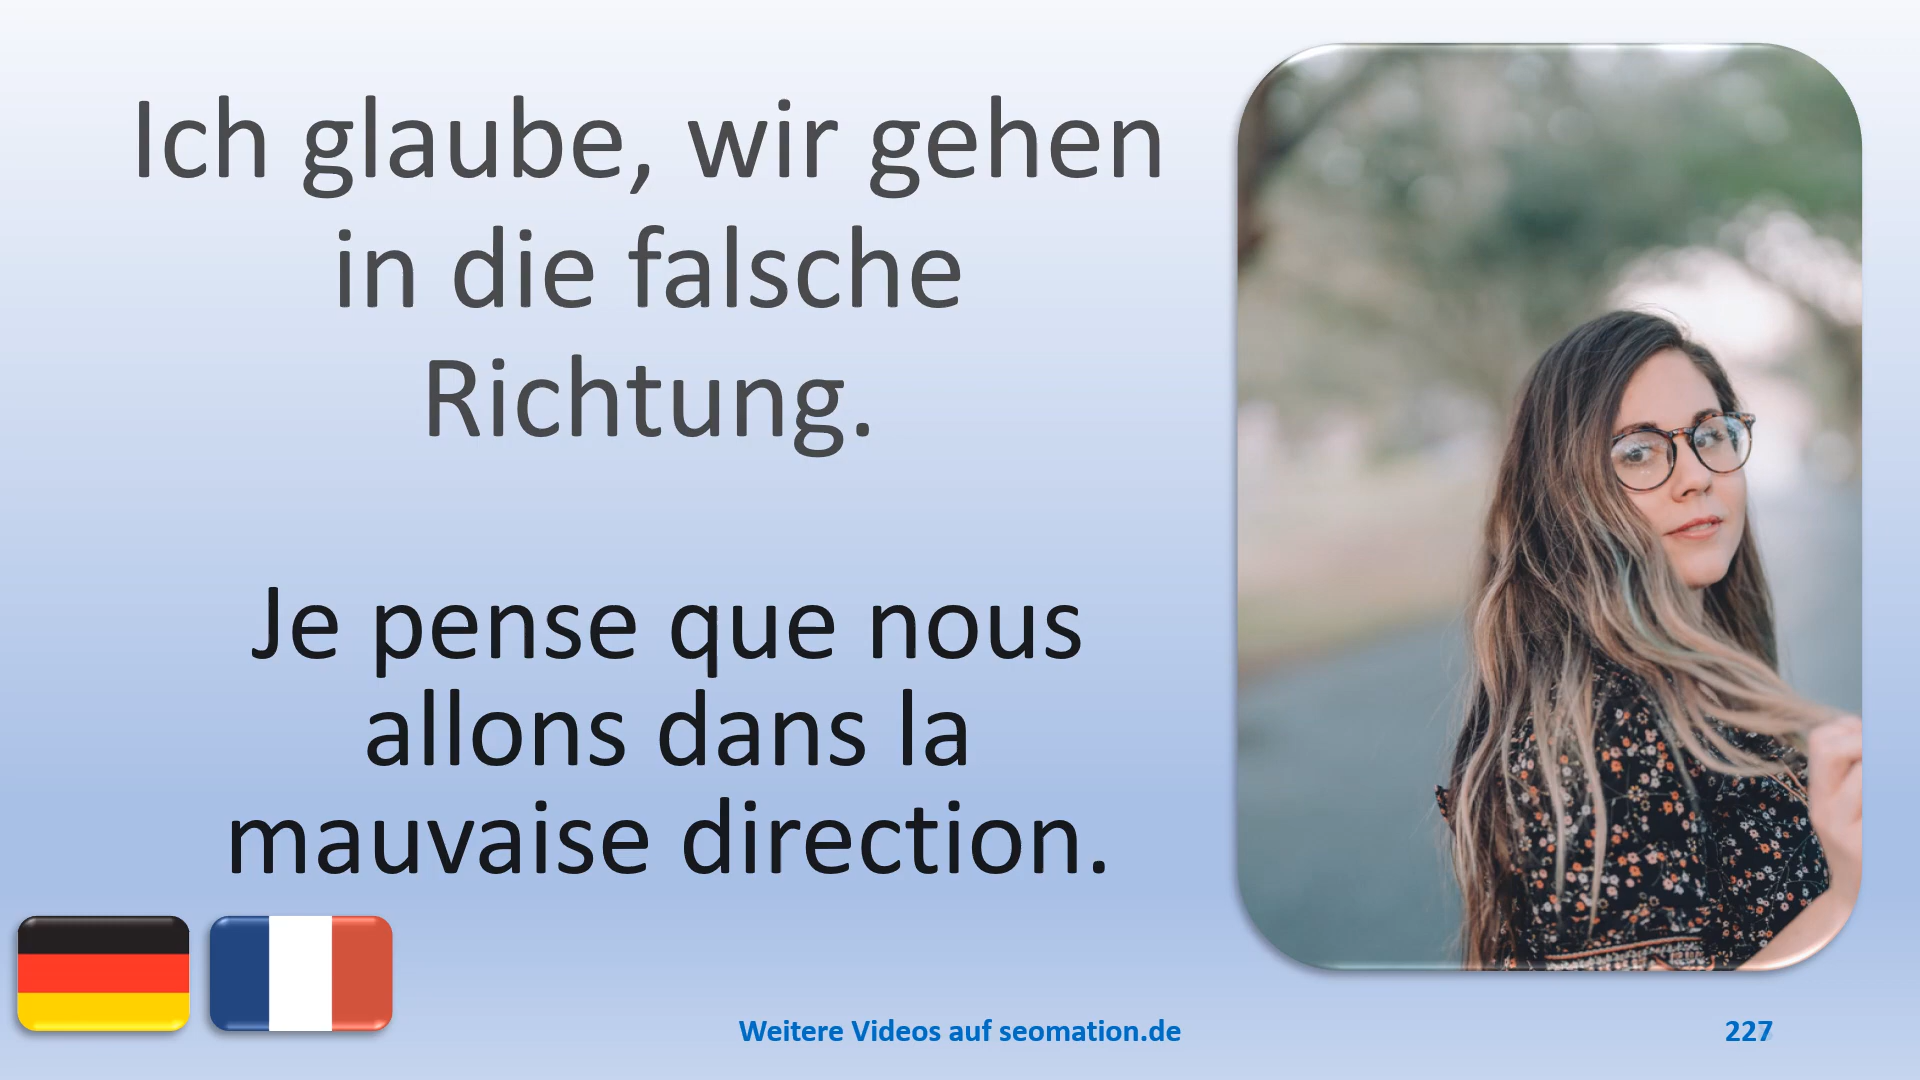 Ich glaube, wir gehen
in die falsche
Richtung.
Je pense que nous
allons dans la
mauvaise direction.
Weitere Videos auf seomation.de
227